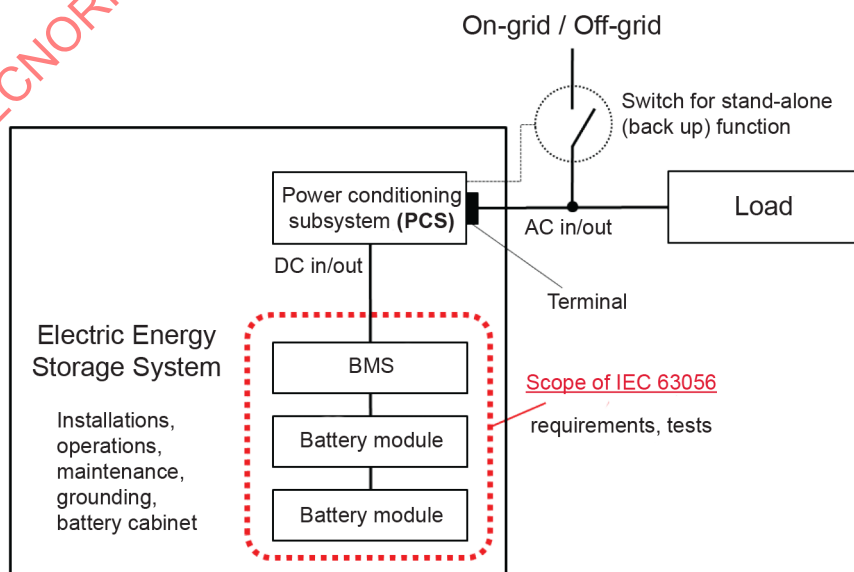 ECNORM
On-grid / Off-grid
Switch for stand-alone
(back up) function
Power conditioning
subsystem (PCS)
Load
AC in/out
DC in/out
Terminal
Electric Energy
Storage System
BMS
Scope of IEC 63056
Installations,
operations,
maintenance,
grounding,
battery cabinet
Battery module
requirements, tests
Battery module